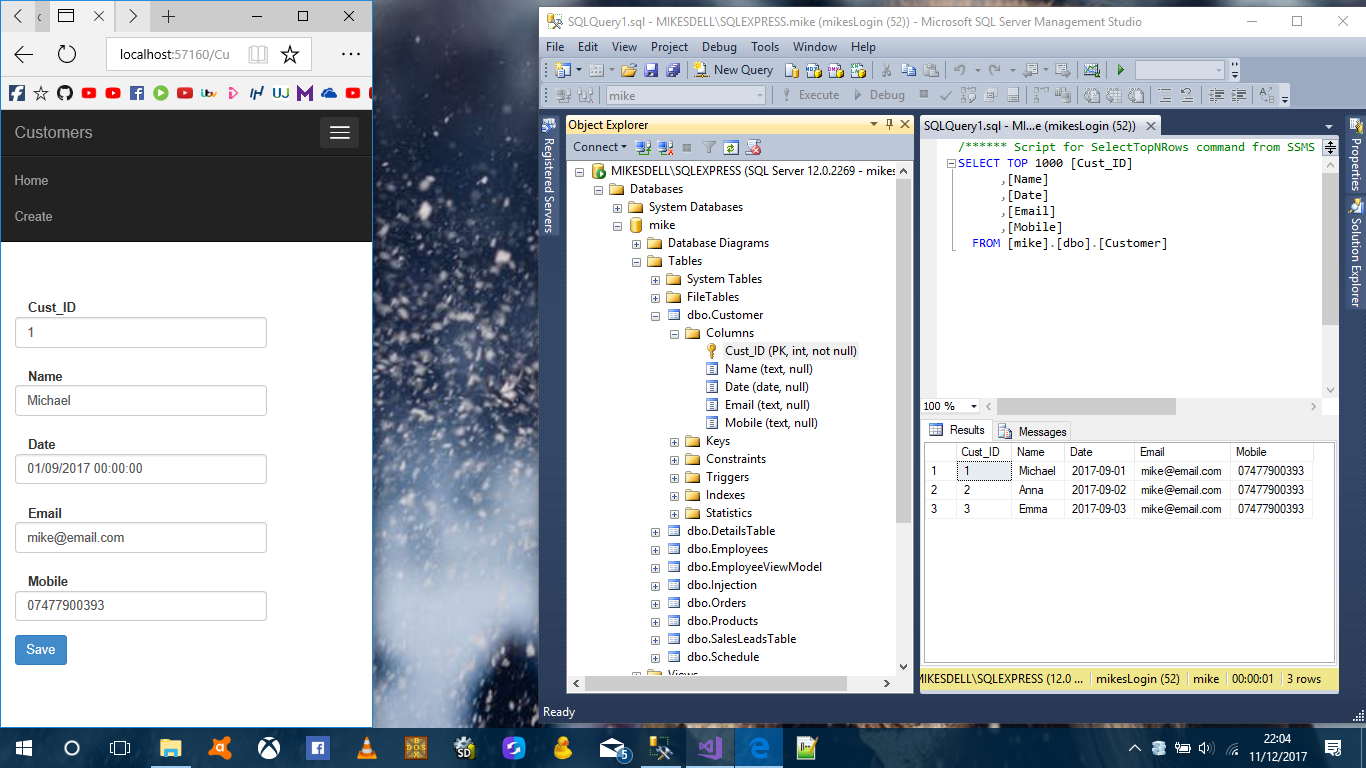 localhost:57160/Cu
itv
UJ
Customers
Home
Create
Cust_ID
1
Name
Michael
Date
01/09/2017 00:00:00
Email
mike@email.com
Mobile
07477900393
Save
SQLQuery1.sql - MIKESDELL\SQLEXPRESS.mike (mikesLogin (52)) - Microsoft SQL Server Management Studio
File Edit View Project Debug Tools Window Help
New Query
mike Execute Debug
Registered Servers
Object Explorer
Connect
MIKESDELL\SQLEXPRESS (SQL Server 12.0.2269 - mikes
Databases
System Databases
mike
Database Diagrams
Tables
System Tables
FileTables
dbo.Customer
Columns
Cust_ID (PK, int, not null)
Name (text, null)
Date (date, null)
Email (text, null)
Mobile (text, null)
Keys
Constraints
Triggers
Indexes
Statistics
dbo.DetailsTable
dbo.Employees
dbo.EmployeeViewModel
dbo.Injection
dbo.Orders
dbo.Products
dbo.SalesLeadsTable
dbo.Schedule
Views
SQLQuery1.sql - MI...e (mikesLogin (52))
/****** Script for SelectTopNRows command from SSMS
SELECT TOP 1000 [Cust_ID]
,[Name]
,[Date]
,[Email]
,[Mobile]
FROM [mike].[dbo].[Customer]
100 %
Results Messages
Cust_ID Name Date Email Mobile
1 1 Michael 2017-09-01 mike@email.com 07477900393
2 2 Anna 2017-09-02 mike@email.com 07477900393
3 3 Emma 2017-09-03 mike@email.com 07477900393
MIKESDELL\SQLEXPRESS (12.0 ... mikesLogin (52) mike 00:00:01 3 rows
Properties
Solution Explorer
Ready
DOS
BOX
SD
5
22:04
11/12/2017